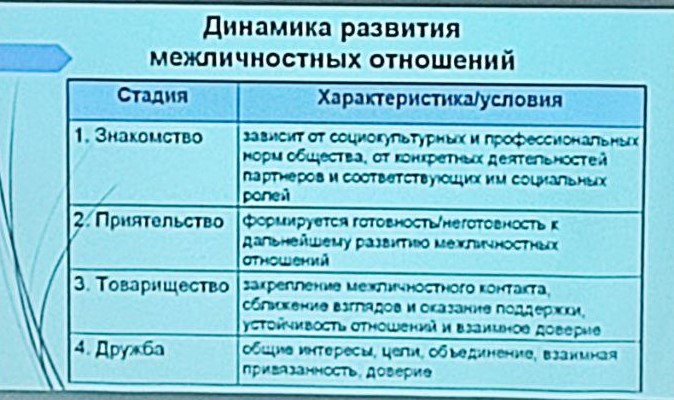 Динамика развития
межличностных отношений
Стадия Характеристика/условия
1. Знакомство зависит от социокультурных и профессиональных
норм общества, от конкретных деятельностей
партнеров и соответствующих им социальных
ролей
2. Приятельство формируется готовность/неготовность к
дальнейшему развитию межличностных
отношений
3. Товарищество закрепление межличностного контакта,
сближение взглядов и оказание поддержки,
устойчивость отношений и взаимное доверие
4. Дружба общие интересы, цели, объединение, взаимная
привязанность, доверие